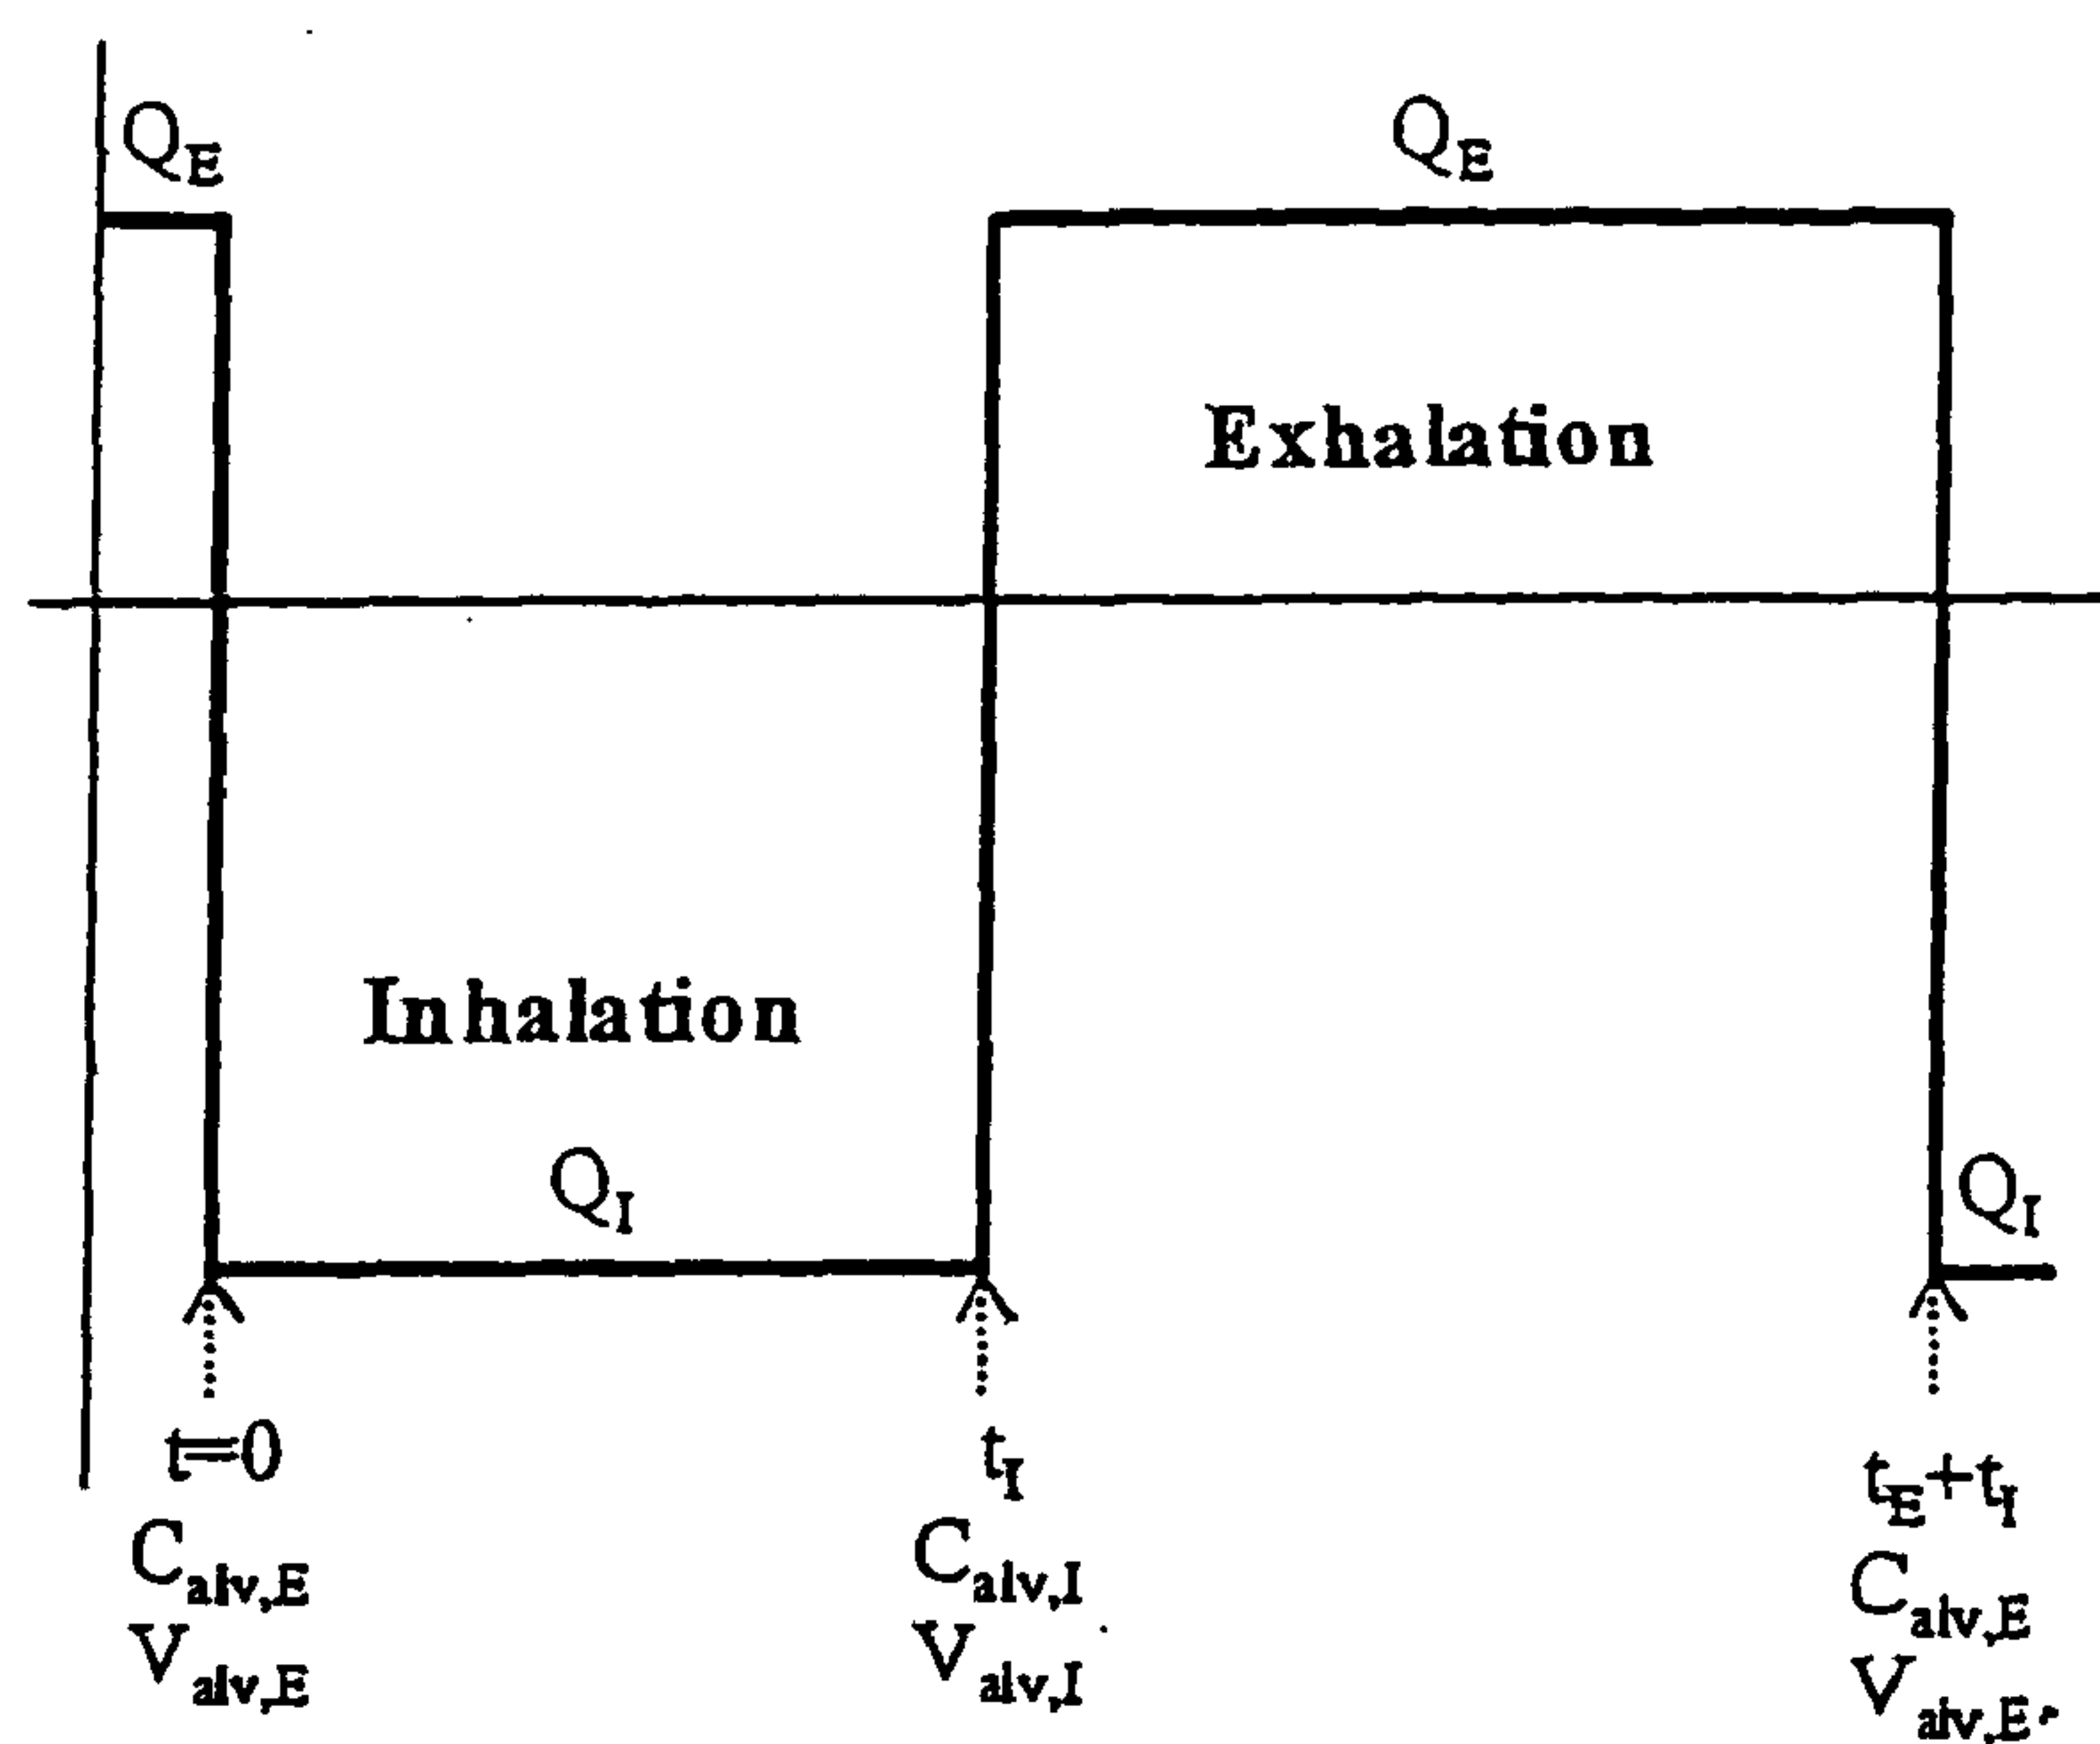 Q_E Q_E
Exhalation
Inhalation
Q_I Q_I
t=0 t_I t_E+t_I
C_alv,E C_alv,I C_alv,E
V_alv,E V_alv,I V_alv,E.